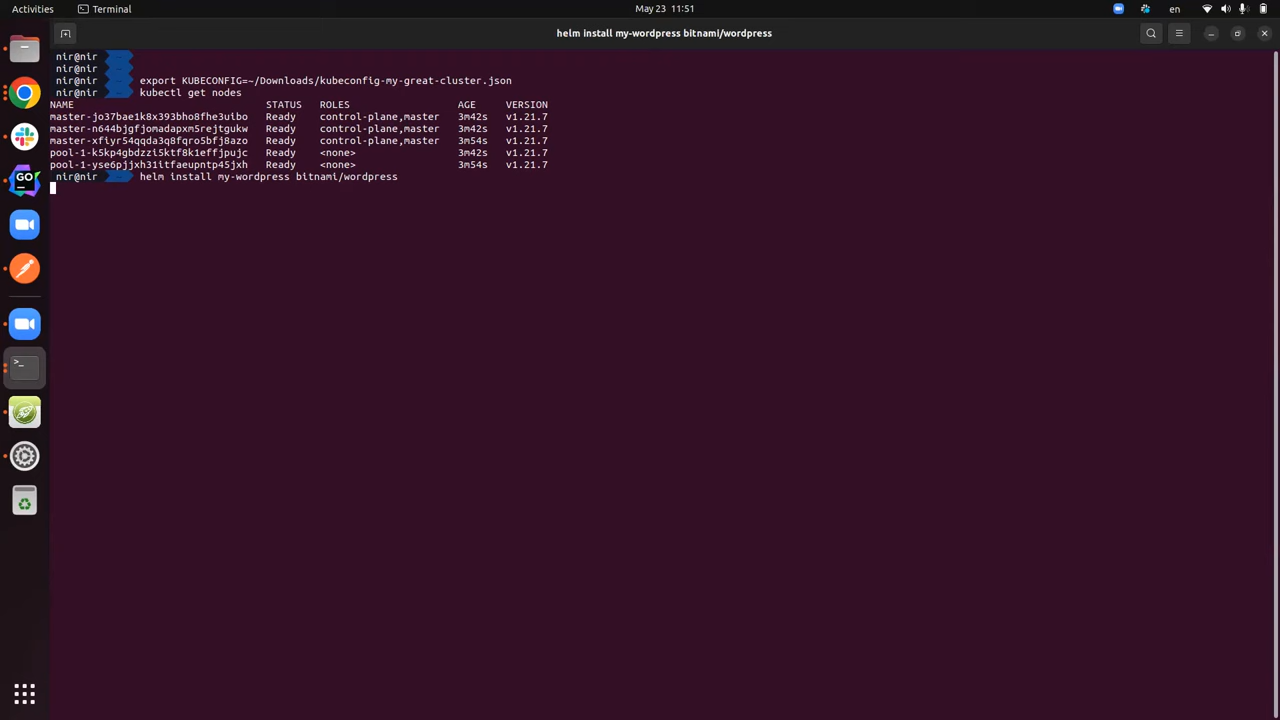 Activities Terminal May 23 11:51 en
helm install my-wordpress bitnami/wordpress
nir@nir ~
nir@nir ~
nir@nir ~ export KUBECONFIG=~/Downloads/kubeconfig-my-great-cluster.json
nir@nir ~ kubectl get nodes
NAME STATUS ROLES AGE VERSION
master-jo37bae1k8x393bho8fhe3uibo Ready control-plane,master 3m42s v1.21.7
master-n644bjgfjomadapxm5rejtgukw Ready control-plane,master 3m42s v1.21.7
master-xfiyr54qqda3q8fqro5bfj8azo Ready control-plane,master 3m54s v1.21.7
pool-1-k5kp4gbdzzi5ktf8k1effjpujc Ready <none> 3m42s v1.21.7
pool-1-yse6pjjxh31itfaeupntp45jxh Ready <none> 3m54s v1.21.7
nir@nir ~ helm install my-wordpress bitnami/wordpress
GO
>_